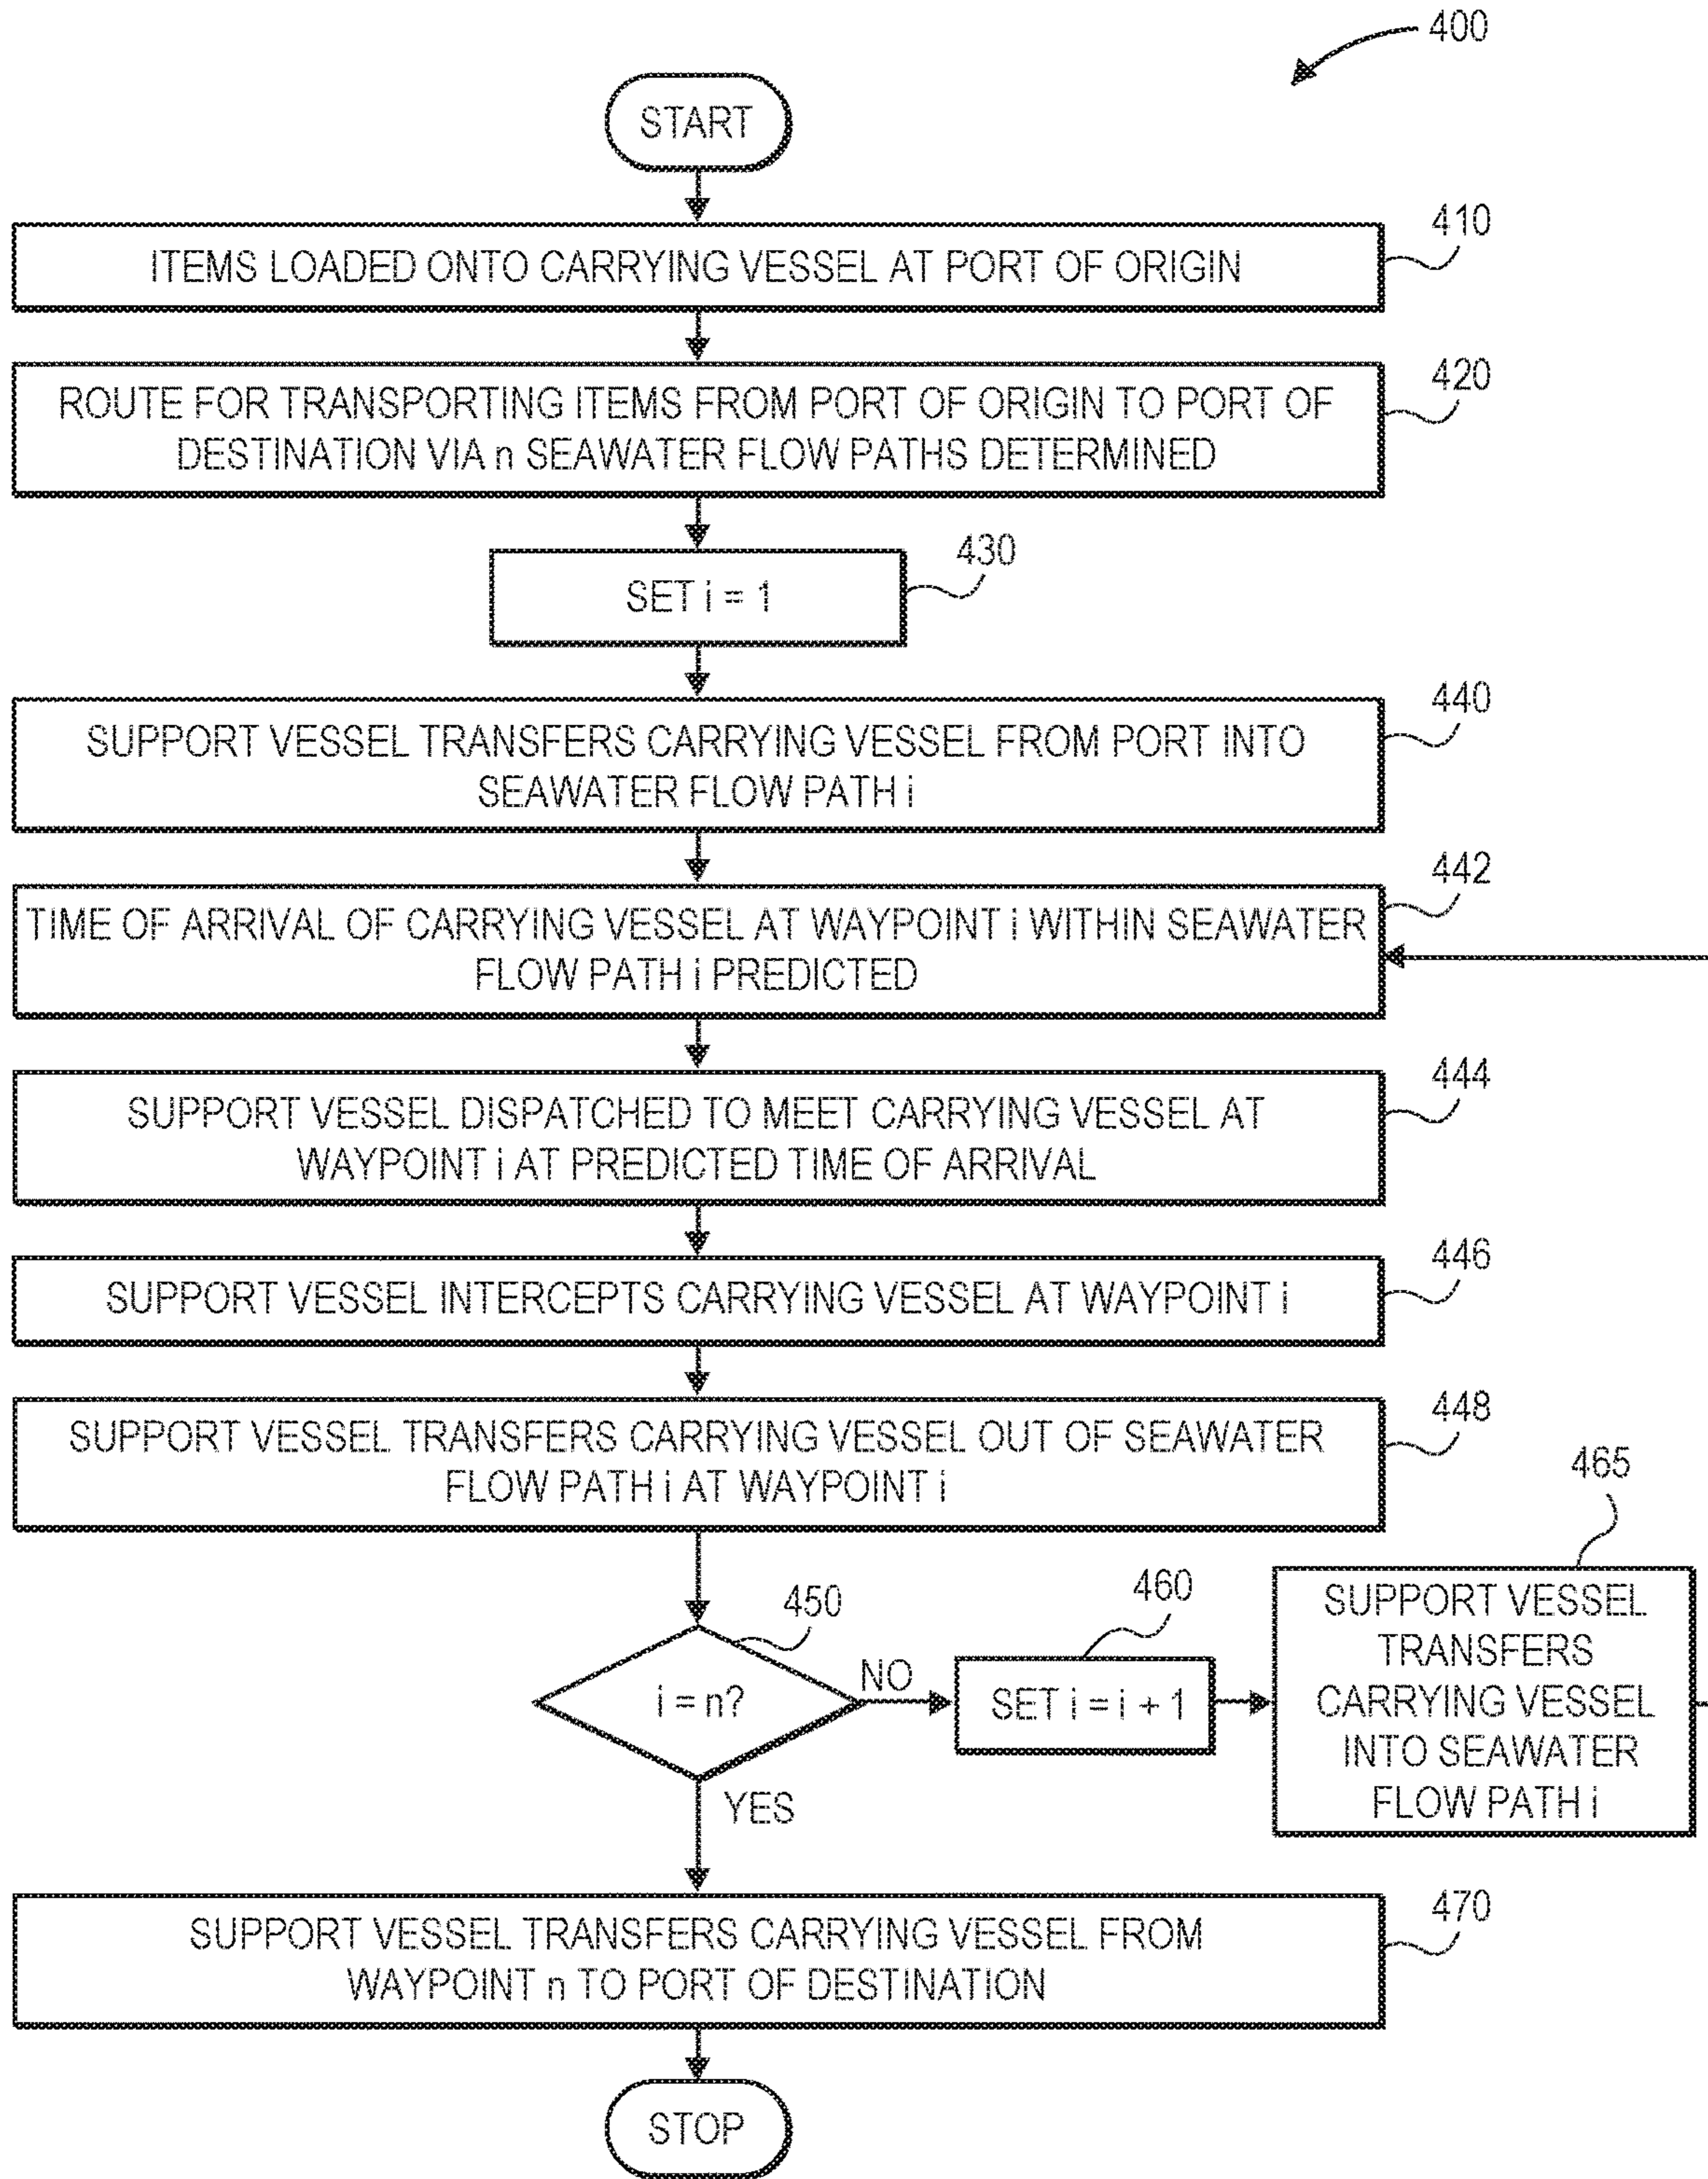 400
START
410
ITEMS LOADED ONTO CARRYING VESSEL AT PORT OF ORIGIN
420
ROUTE FOR TRANSPORTING ITEMS FROM PORT OF ORIGIN TO PORT OF
DESTINATION VIA n SEAWATER FLOW PATHS DETERMINED
430
SET i = 1
440
SUPPORT VESSEL TRANSFERS CARRYING VESSEL FROM PORT INTO
SEAWATER FLOW PATH i
442
TIME OF ARRIVAL OF CARRYING VESSEL AT WAYPOINT i WITHIN SEAWATER
FLOW PATH i PREDICTED
444
SUPPORT VESSEL DISPATCHED TO MEET CARRYING VESSEL AT
WAYPOINT i AT PREDICTED TIME OF ARRIVAL
446
SUPPORT VESSEL INTERCEPTS CARRYING VESSEL AT WAYPOINT i
448
SUPPORT VESSEL TRANSFERS CARRYING VESSEL OUT OF SEAWATER
FLOW PATH i AT WAYPOINT i
450
i = n?
NO
460
SET i = i + 1
465
SUPPORT VESSEL
TRANSFERS
CARRYING VESSEL
INTO SEAWATER
FLOW PATH i
YES
470
SUPPORT VESSEL TRANSFERS CARRYING VESSEL FROM
WAYPOINT n TO PORT OF DESTINATION
STOP